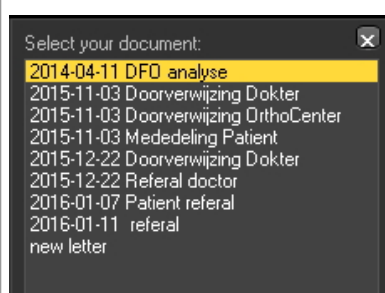 Select your document:
2014-04-11 DFO analyse
2015-11-03 Doorverwijzing Dokter
2015-11-03 Doorverwijzing OrthoCenter
2015-11-03 Mededeling Patient
2015-12-22 Doorverwijzing Dokter
2015-12-22 Referal doctor
2016-01-07 Patient referal
2016-01-11  referal
new letter